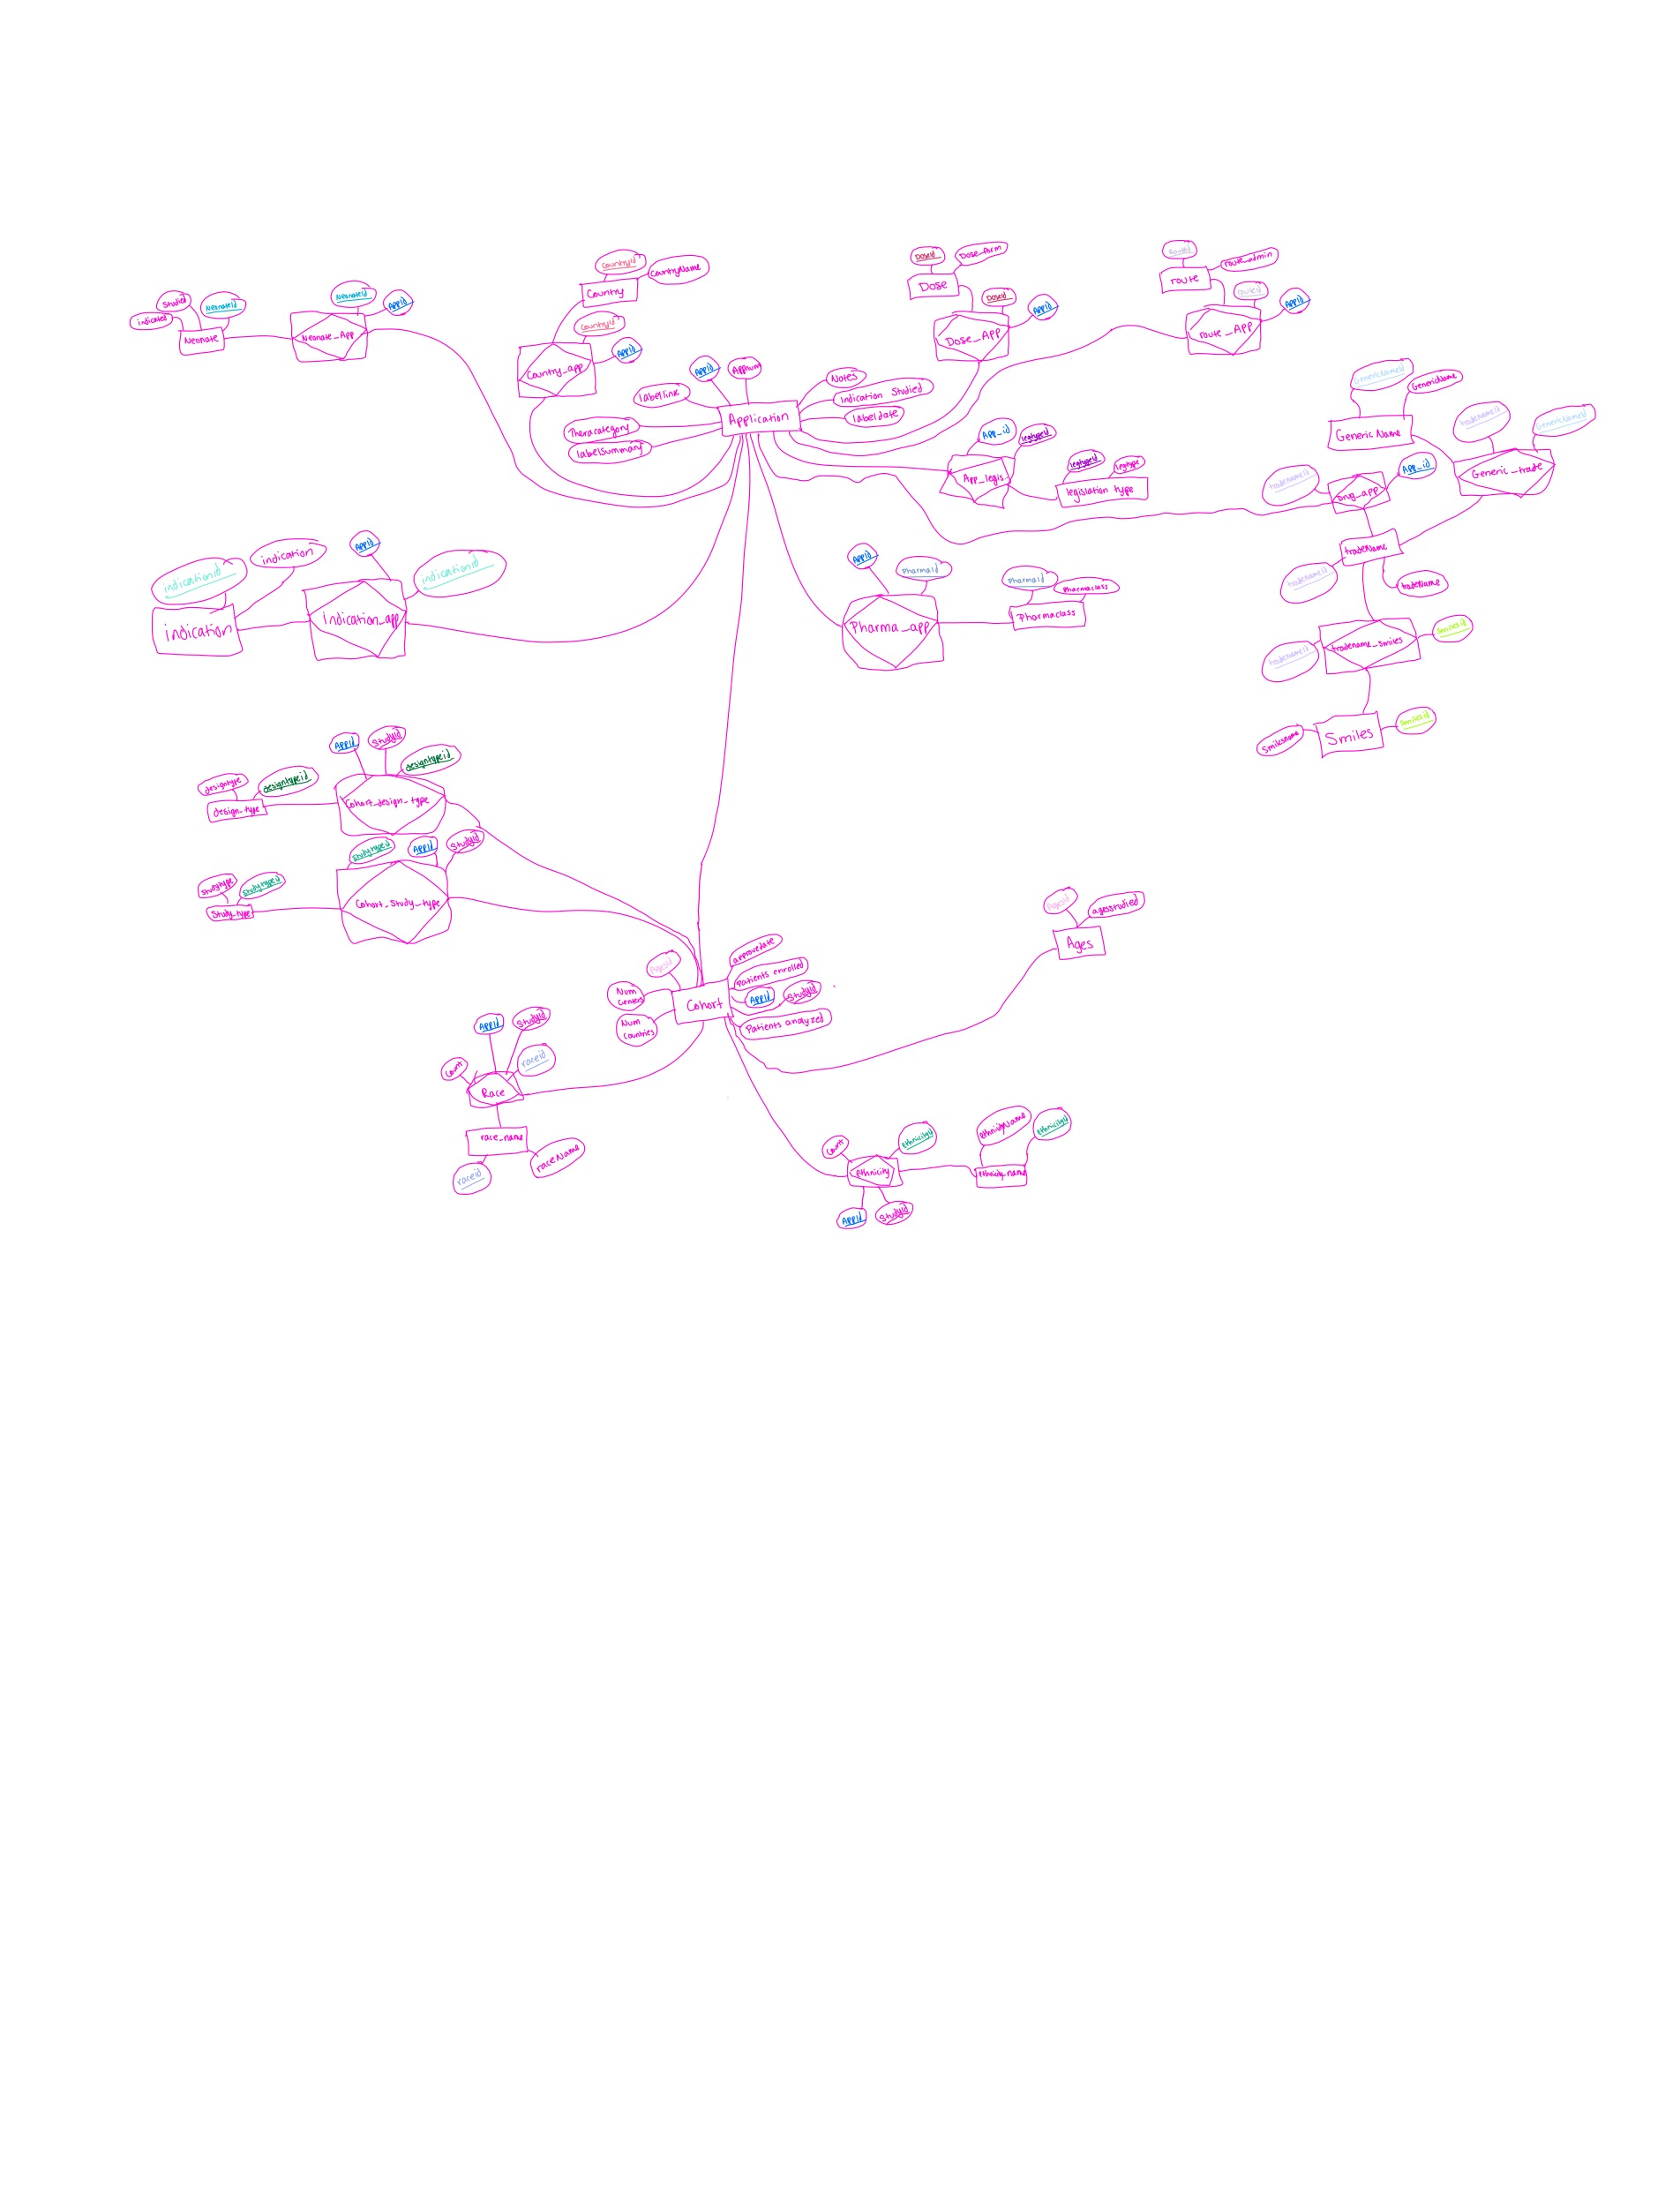 CountryId
CountryName
Country
DoseId
Dose_form
Dose
routeid
route_admin
route
Studied
NeonateId
indicated
Neonate
NeonateId
AppId
Neonate_App
CountryId
AppId
Country_app
DoseId
AppId
Dose_App
routeid
AppId
route_App
AppId
Appnum
labellink
Notes
Indication Studied
labeldate
Application
Theracategory
labelSummary
GenericNameId
GenericName
Generic Name
tradenameid
GenericNameId
Generic_trade
App_id
legtypeid
App_legis
legtypeid
legtype
legislation type
tradenameid
App_id
Drug_app
tradeName
tradenameid
tradeName
indicationid
indication
indication
AppId
indicationid
Indication_app
AppId
PharmaId
Pharma_app
PharmaId
Pharmaclass
Pharmaclass
tradenameid
Smilesid
tradename_smiles
Smilesname
Smilesid
Smiles
designtype
designtypeid
design_type
AppId
StudyId
designtypeid
Cohort_design_type
Studytype
Studytypeid
Study_type
Studytypeid
AppId
StudyId
Cohort_Study_type
AgesId
agesstudied
Ages
AgesId
approvedate
Patients enrolled
Num Centers
AppId
StudyId
Cohort
Num
Countries
Patients analyzed
AppId
StudyId
Count
raceid
Race
race_name
raceid
raceName
Count
ethnicityid
ethnicity
AppId
StudyId
ethnicityName
ethnicityid
ethnicity_name